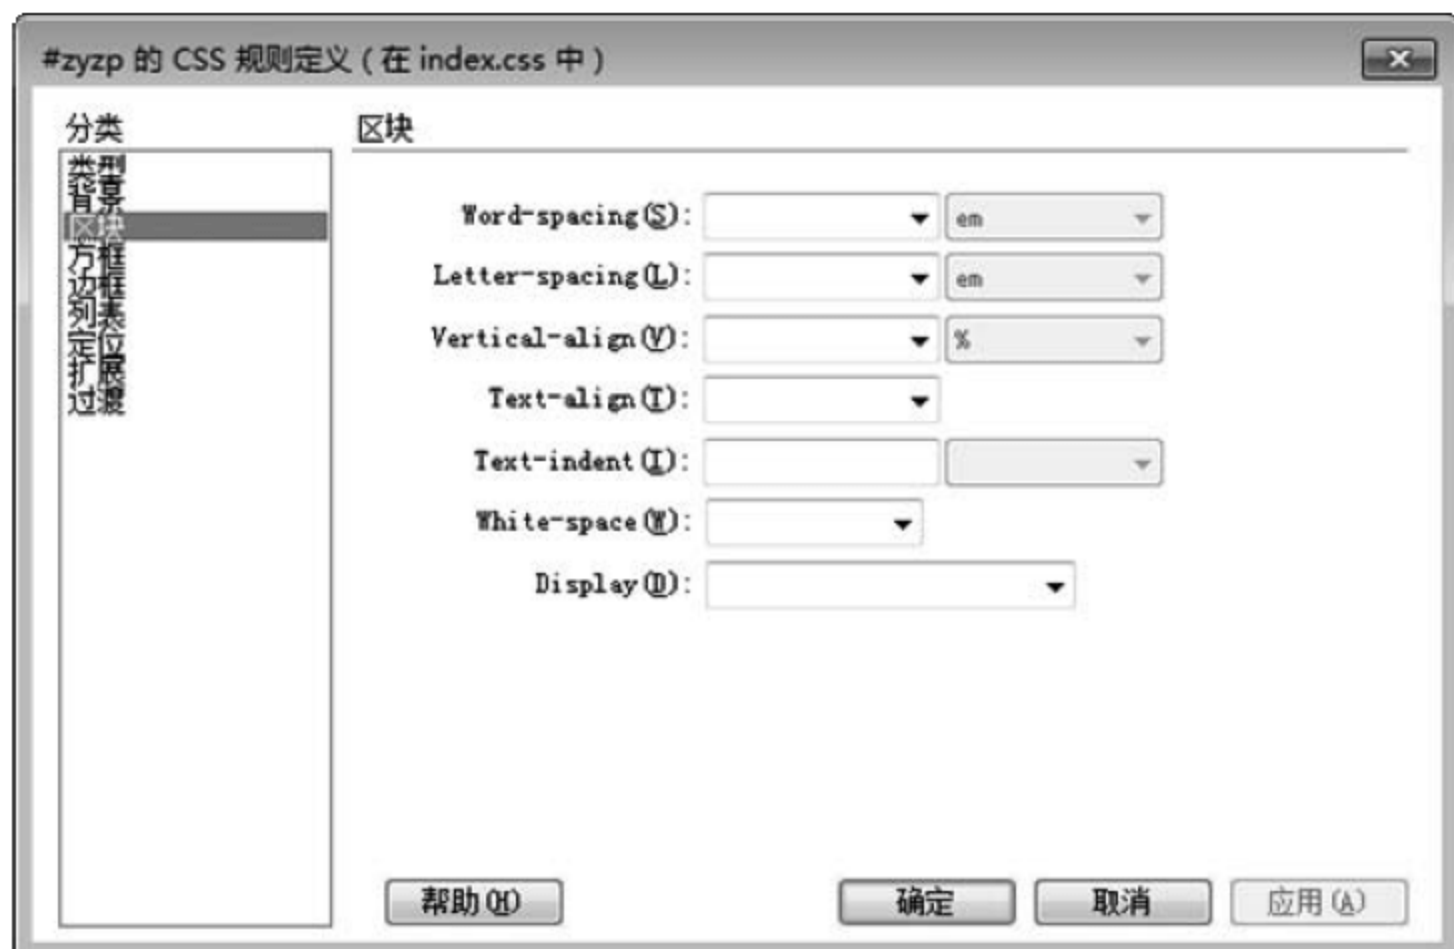 #zyzp 的 CSS 规则定义 ( 在 index.css 中 )
分类
类型
背景
区块
方框
边框
列表
定位
扩展
过渡
区块
Word-spacing(S): em
Letter-spacing(L): em
Vertical-align(V): %
Text-align(T):
Text-indent(I):
White-space(W):
Display(D):
帮助(H) 确定 取消 应用(A)